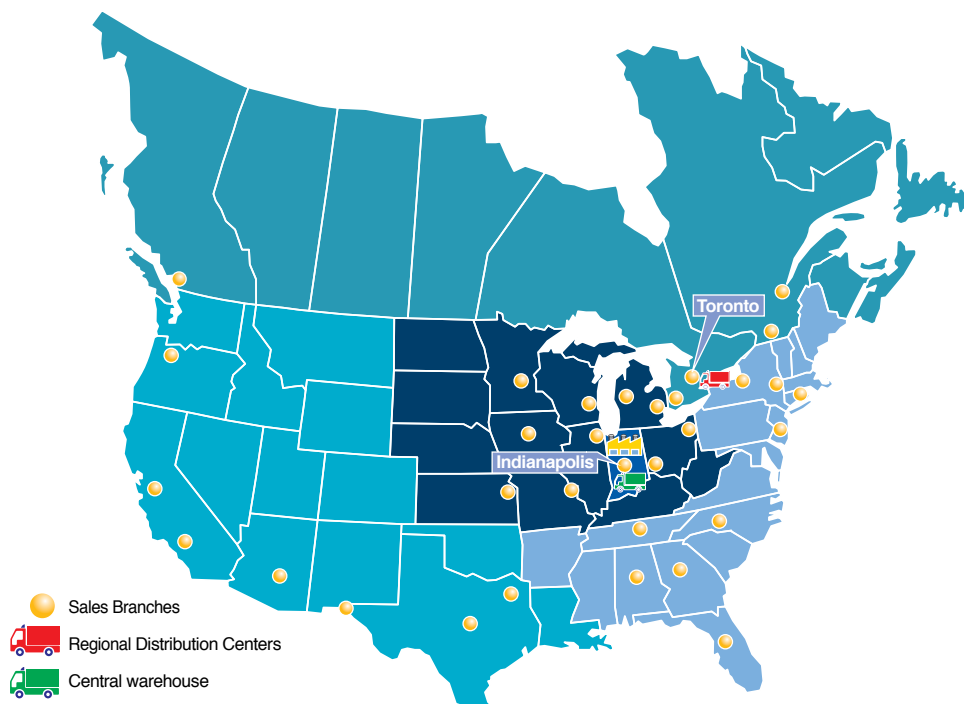 Toronto
Indianapolis
Sales Branches
Regional Distribution Centers
Central warehouse